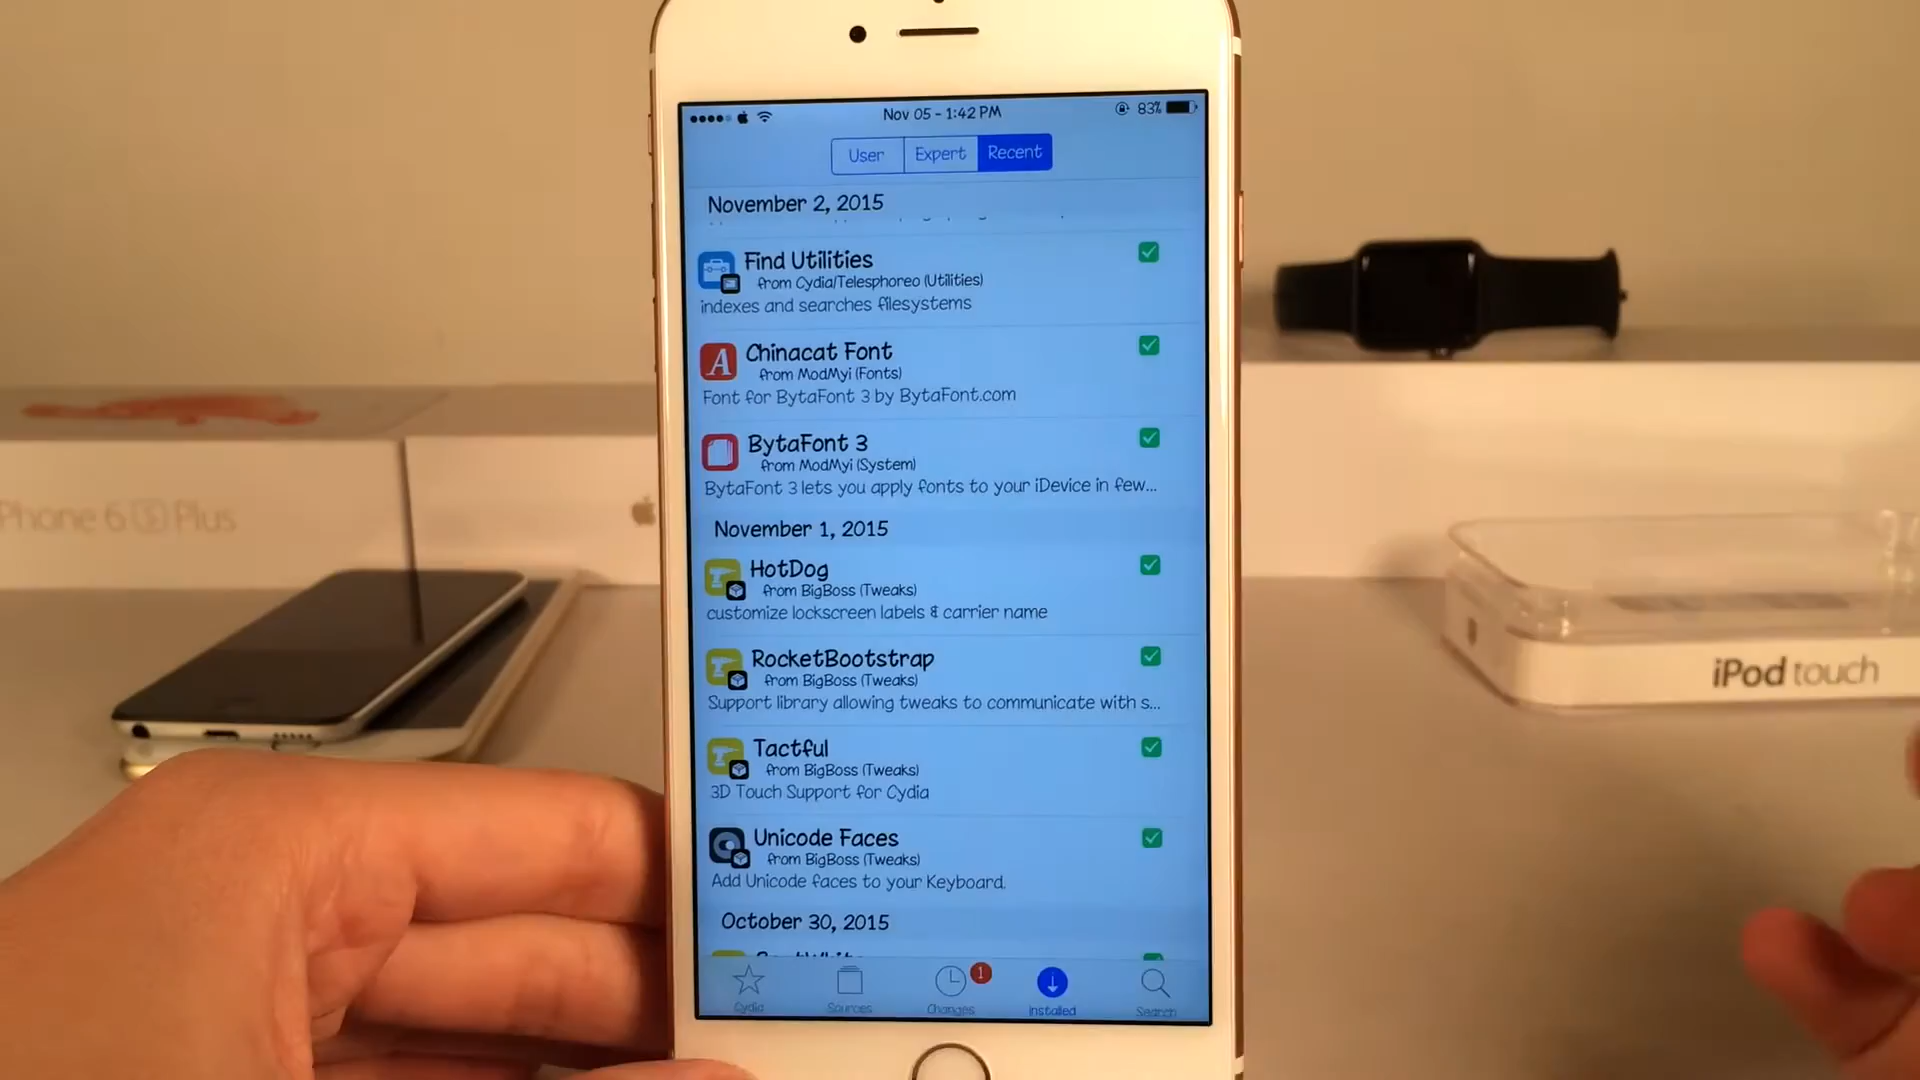 Nov 05 - 1:42 PM
83%
User
Expert
Recent
November 2, 2015
Find Utilities
from Cydia/Telesphoreo (Utilities)
indexes and searches filesystems
Chinacat Font
from ModMyi (Fonts)
Font for BytaFont 3 by BytaFont.com
BytaFont 3
from ModMyi (System)
BytaFont 3 lets you apply fonts to your iDevice in few...
November 1, 2015
HotDog
from BigBoss (Tweaks)
customize lockscreen labels & carrier name
RocketBootstrap
from BigBoss (Tweaks)
Support library allowing tweaks to communicate with s...
Tactful
from BigBoss (Tweaks)
3D Touch Support for Cydia
Unicode Faces
from BigBoss (Tweaks)
Add Unicode faces to your Keyboard.
October 30, 2015
1
Cydia
Sources
Changes
Installed
Search
iPhone 6S Plus
iPod touch